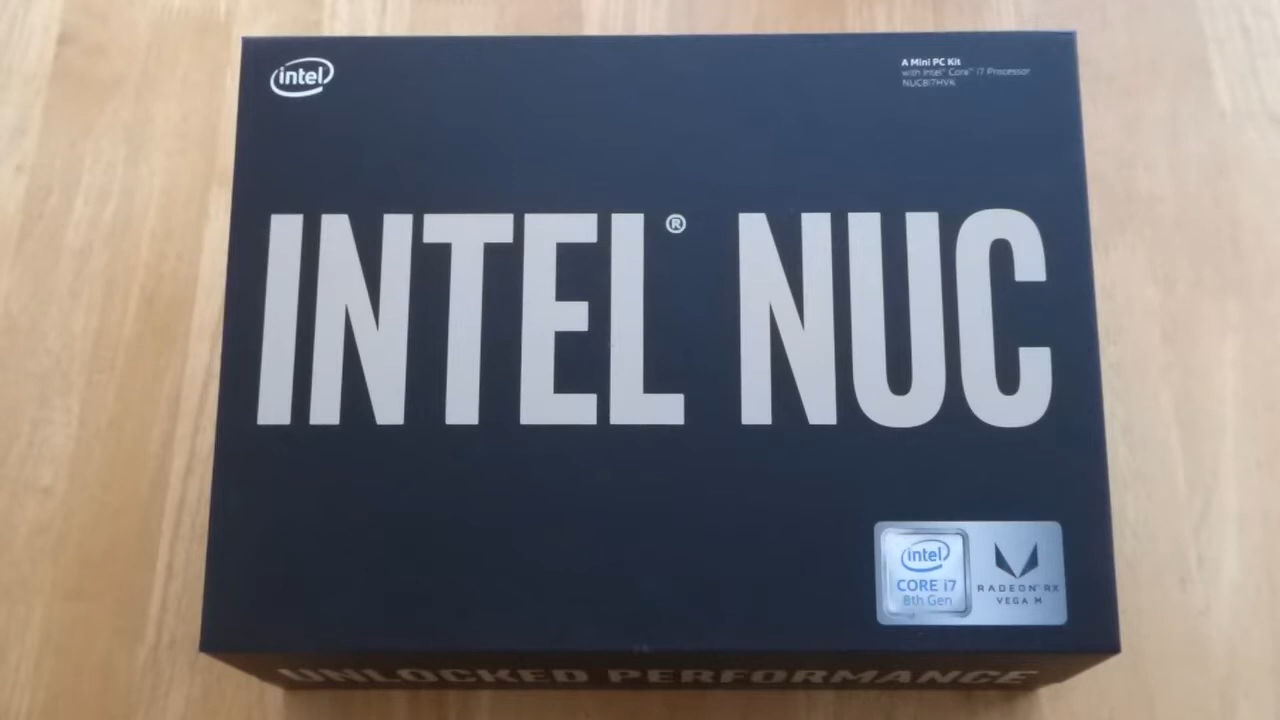 intel
A Mini PC Kit
with Intel® Core™ i7 Processor
NUC8i7HVK
INTEL® NUC
intel
CORE i7
8th Gen
RADEON RX
VEGA M
UNLOCKED PERFORMANCE